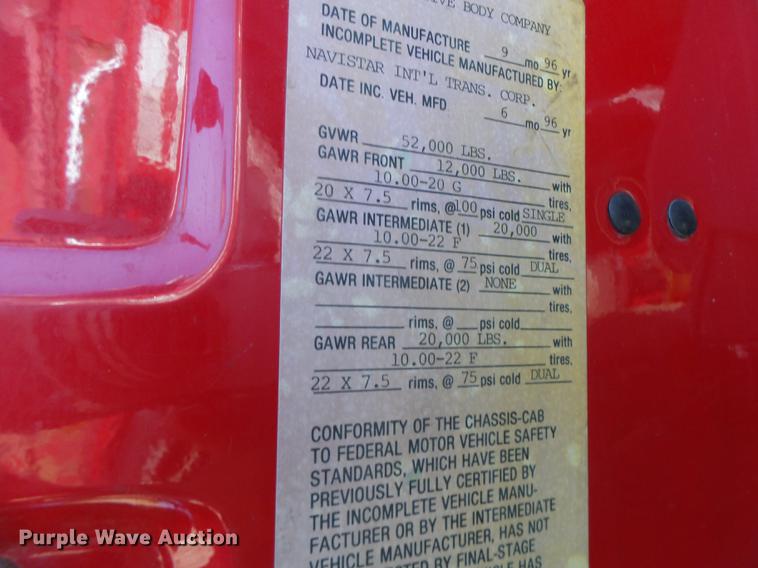 BODY COMPANY
DATE OF MANUFACTURE 9 mo. 96 yr
INCOMPLETE VEHICLE MANUFACTURED BY:
NAVISTAR INT'L TRANS. CORP.
DATE INC. VEH. MFD 6 mo. 96 yr
GVWR 52,000 LBS.
GAWR FRONT 12,000 LBS. with
10.00-20 G tires,
20 X 7.5 rims, @100 psi cold SINGLE
GAWR INTERMEDIATE (1) 20,000 with
10.00-22 F tires,
22 X 7.5 rims, @ 75 psi cold DUAL
GAWR INTERMEDIATE (2) NONE with
tires,
rims, @ psi cold
GAWR REAR 20,000 LBS. with
10.00-22 F tires,
22 X 7.5 rims, @ 75 psi cold DUAL
CONFORMITY OF THE CHASSIS-CAB
TO FEDERAL MOTOR VEHICLE SAFETY
STANDARDS, WHICH HAVE BEEN
PREVIOUSLY FULLY CERTIFIED BY
THE INCOMPLETE VEHICLE MANU-
FACTURER OR BY THE INTERMEDIATE
VEHICLE MANUFACTURER, HAS NOT
BY FINAL-STAGE
HAS
Purple Wave Auction